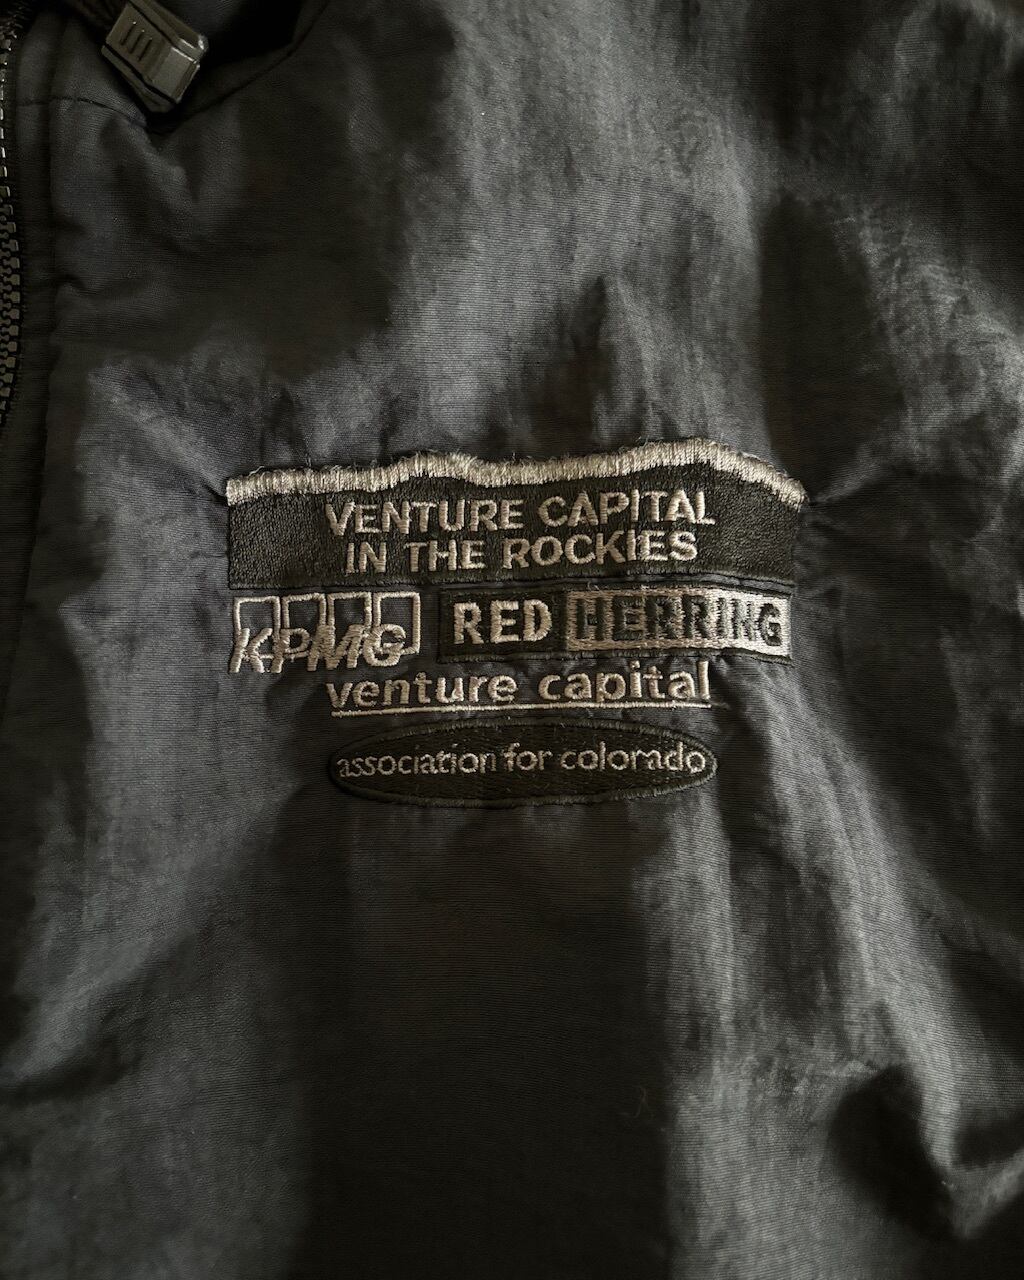 VENTURE CAPITAL
IN THE ROCKIES
KPMG RED HERRING
venture capital
association for colorado